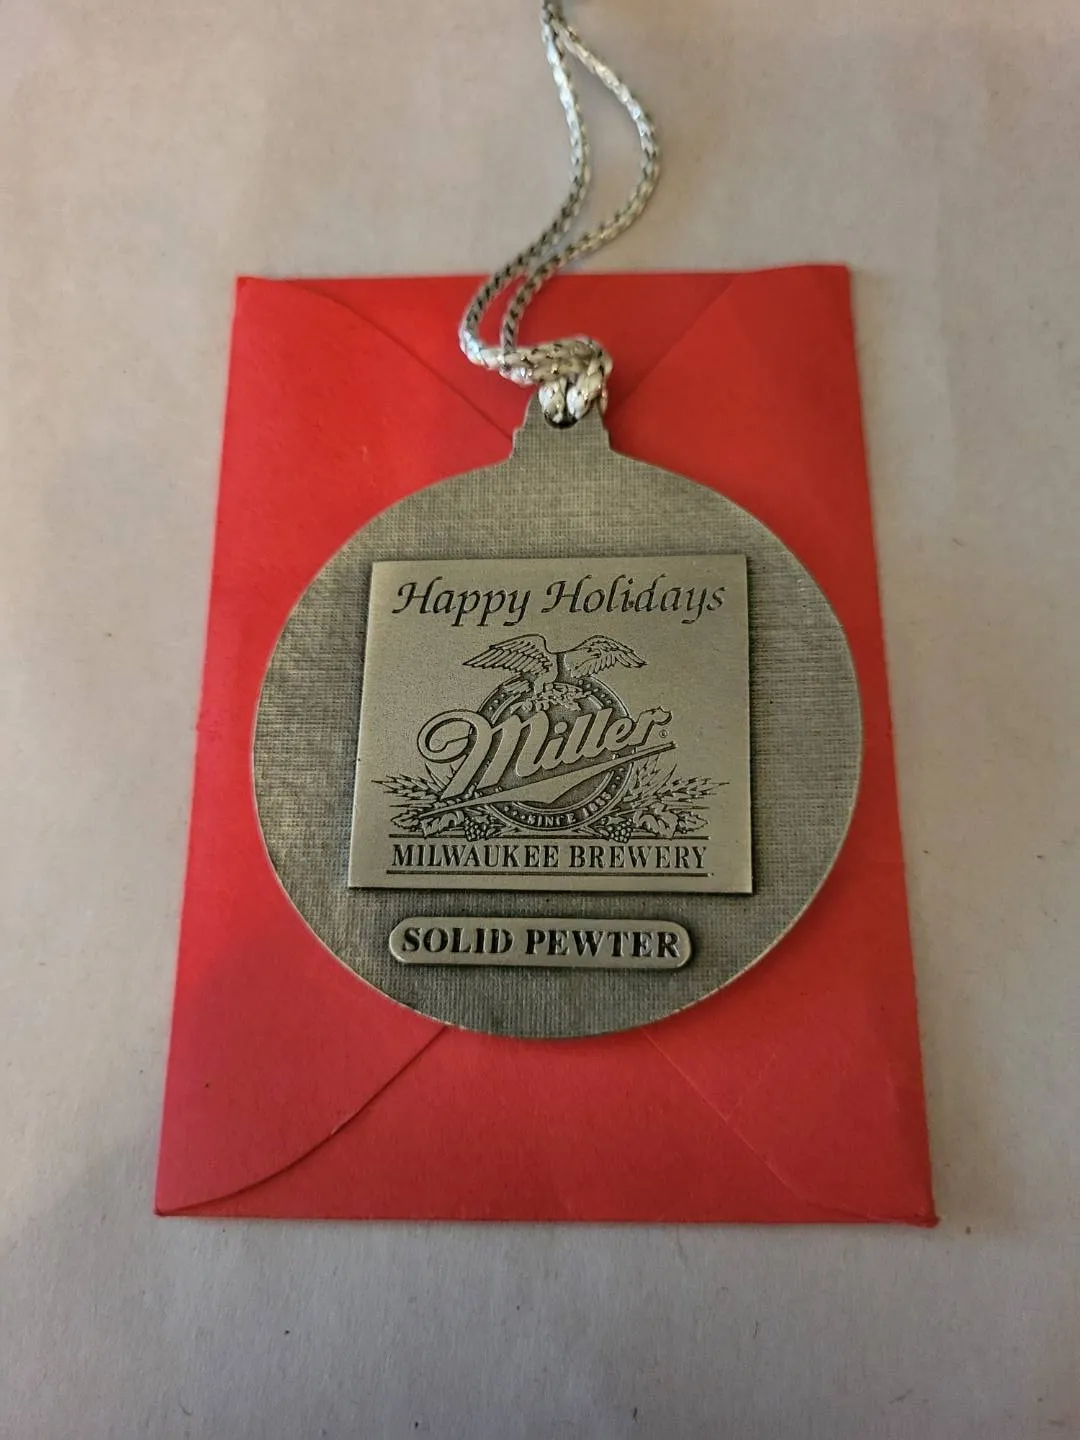 Happy Holidays
Miller®
SINCE 1855
MILWAUKEE BREWERY
SOLID PEWTER